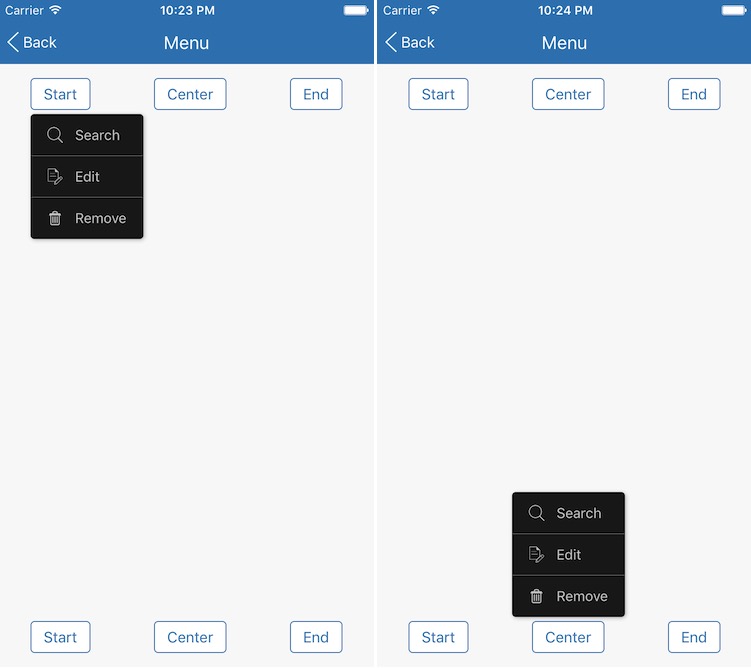 Carrier 10:23 PM
Back Menu
Start Center End
Search
Edit
Remove
Start Center End
Carrier 10:24 PM
Back Menu
Start Center End
Search
Edit
Remove
Start Center End